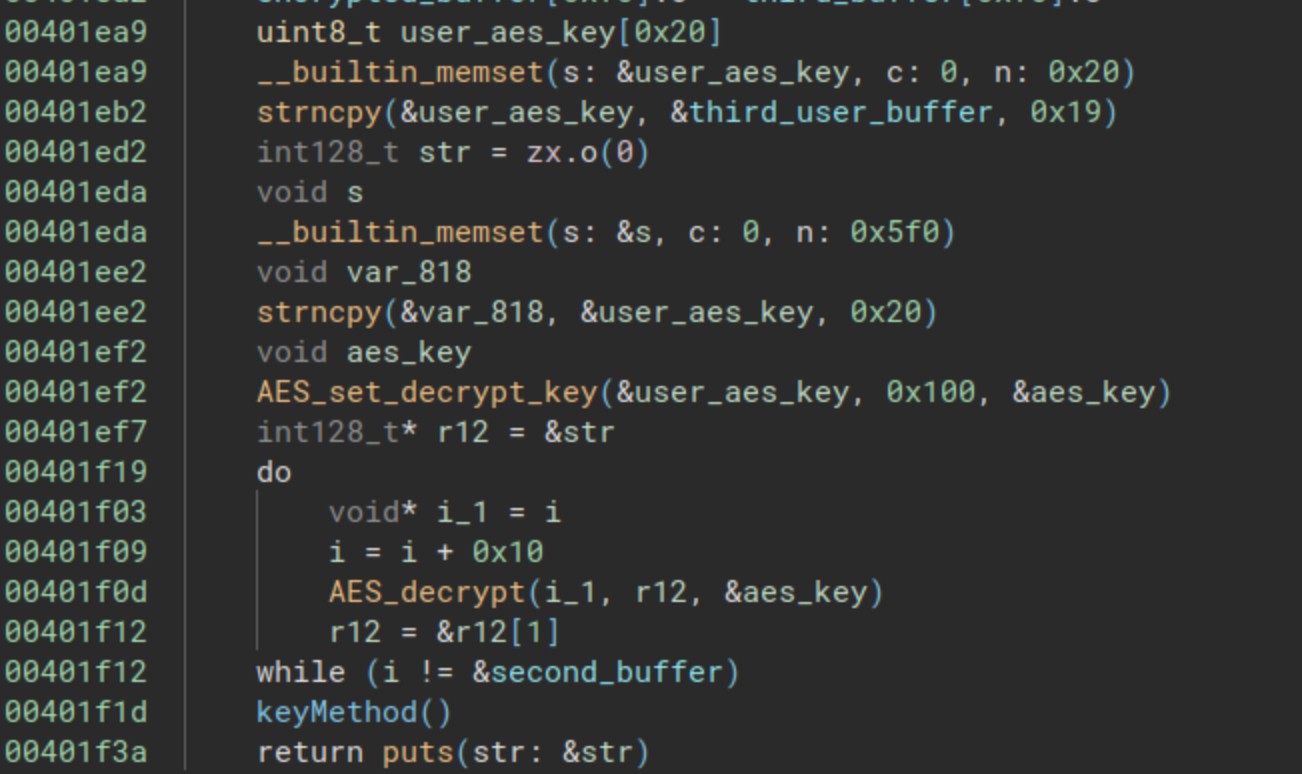 00401ea9 uint8_t user_aes_key[0x20]
00401ea9 __builtin_memset(s: &user_aes_key, c: 0, n: 0x20)
00401eb2 strncpy(&user_aes_key, &third_user_buffer, 0x19)
00401ed2 int128_t str = zx.o(0)
00401eda void s
00401eda __builtin_memset(s: &s, c: 0, n: 0x5f0)
00401ee2 void var_818
00401ee2 strncpy(&var_818, &user_aes_key, 0x20)
00401ef2 void aes_key
00401ef2 AES_set_decrypt_key(&user_aes_key, 0x100, &aes_key)
00401ef7 int128_t* r12 = &str
00401f19 do
00401f03 void* i_1 = i
00401f09 i = i + 0x10
00401f0d AES_decrypt(i_1, r12, &aes_key)
00401f12 r12 = &r12[1]
00401f12 while (i != &second_buffer)
00401f1d keyMethod()
00401f3a return puts(str: &str)